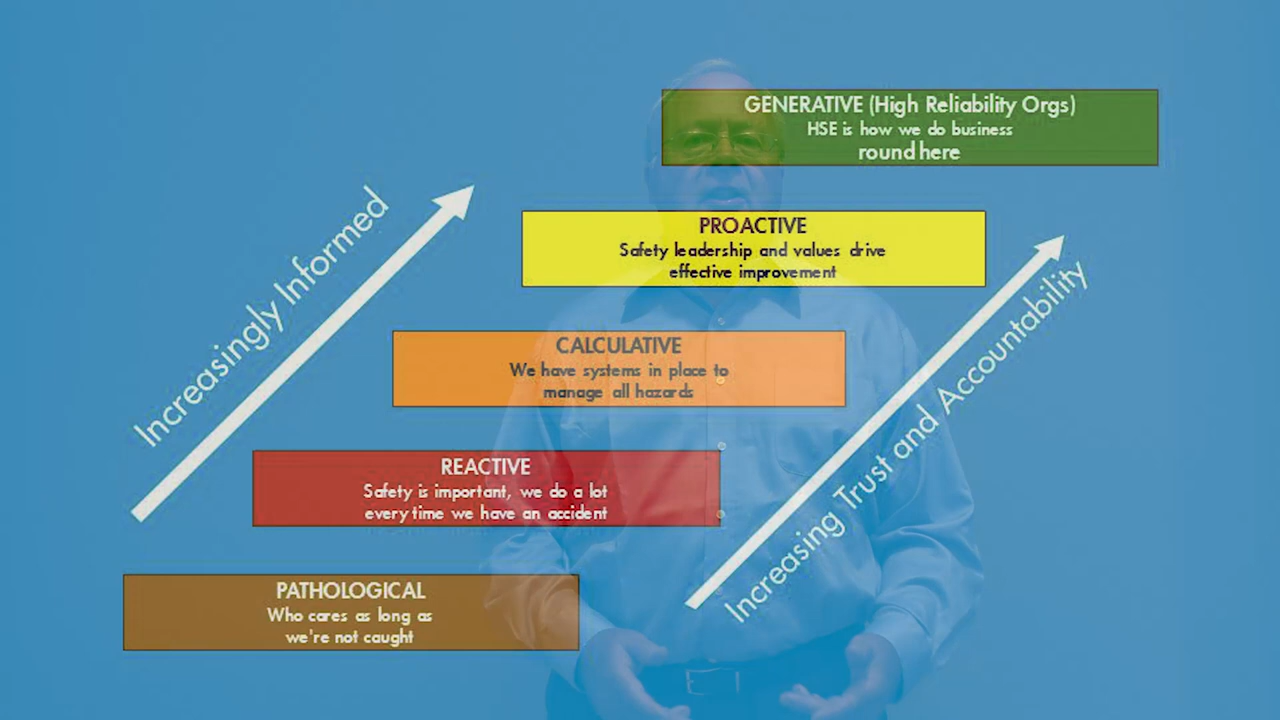 GENERATIVE (High Reliability Orgs)
HSE is how we do business
round here
PROACTIVE
Safety leadership and values drive
effective improvement
CALCULATIVE
We have systems in place to
manage all hazards
REACTIVE
Safety is important, we do a lot
every time we have an accident
PATHOLOGICAL
Who cares as long as
we're not caught
Increasingly Informed
Increasing Trust and Accountability